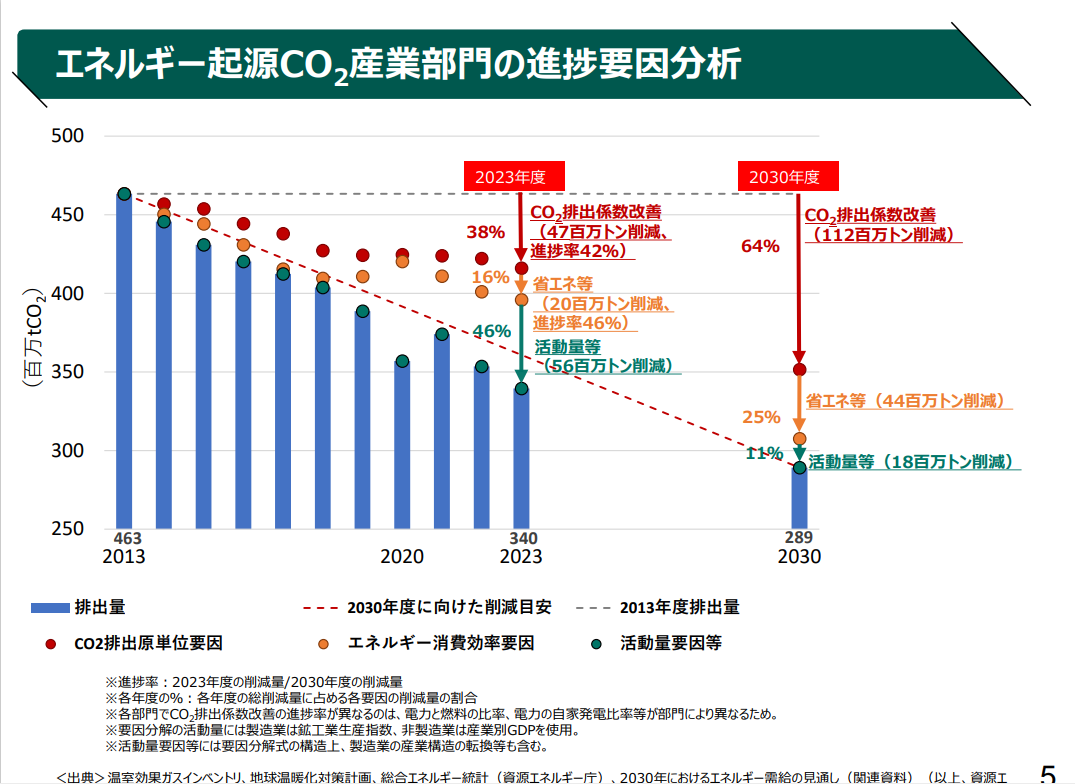 エネルギー起源CO2産業部門の進捗要因分析
500
450
400
350
300
250
（百万tCO2）
2023年度
2030年度
38%
CO2排出係数改善
（47百万トン削減、
進捗率42%）
16%
省エネ等
（20百万トン削減、
進捗率46%）
46%
活動量等
（56百万トン削減）
64%
CO2排出係数改善
（112百万トン削減）
25%
省エネ等（44百万トン削減）
11%
活動量等（18百万トン削減）
463
340
289
2013
2020
2023
2030
排出量
2030年度に向けた削減目安
2013年度排出量
CO2排出原単位要因
エネルギー消費効率要因
活動量要因等
※進捗率：2023年度の削減量/2030年度の削減量
※各年度の%：各年度の総削減量に占める各要因の削減量の割合
※各部門でCO2排出係数改善の進捗率が異なるのは、電力と燃料の比率、電力の自家発電比率等が部門により異なるため。
※要因分解の活動量には製造業は鉱工業生産指数、非製造業は産業別GDPを使用。
※活動量要因等には要因分解式の構造上、製造業の産業構造の転換等も含む。
＜出典＞温室効果ガスインベントリ、地球温暖化対策計画、総合エネルギー統計（資源エネルギー庁）、2030年におけるエネルギー需給の見通し（関連資料）（以上、資源エ
5